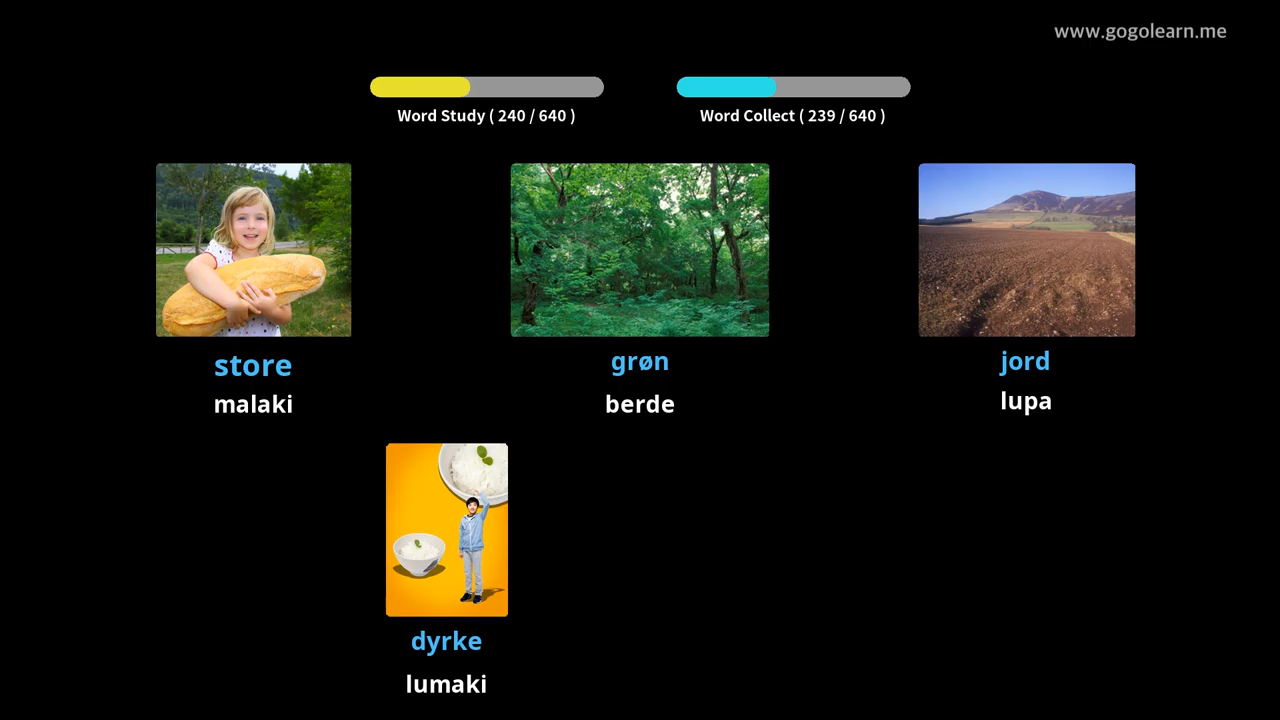 www.gogolearn.me
Word Study ( 240 / 640 )
Word Collect ( 239 / 640 )
store
malaki
grøn
berde
jord
lupa
dyrke
lumaki